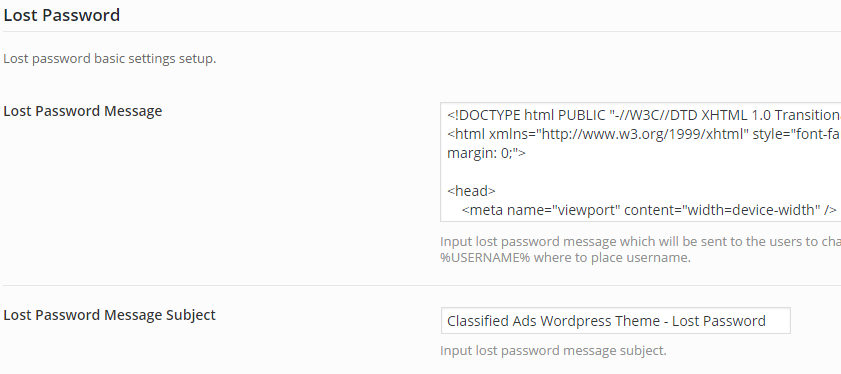 Lost Password
Lost password basic settings setup.
Lost Password Message
<!DOCTYPE html PUBLIC "-//W3C//DTD XHTML 1.0 Transitiona
<html xmlns="http://www.w3.org/1999/xhtml" style="font-fa
margin: 0;">
<head>
<meta name="viewport" content="width=device-width" />
Input lost password message which will be sent to the users to cha
%USERNAME% where to place username.
Lost Password Message Subject
Classified Ads Wordpress Theme - Lost Password
Input lost password message subject.